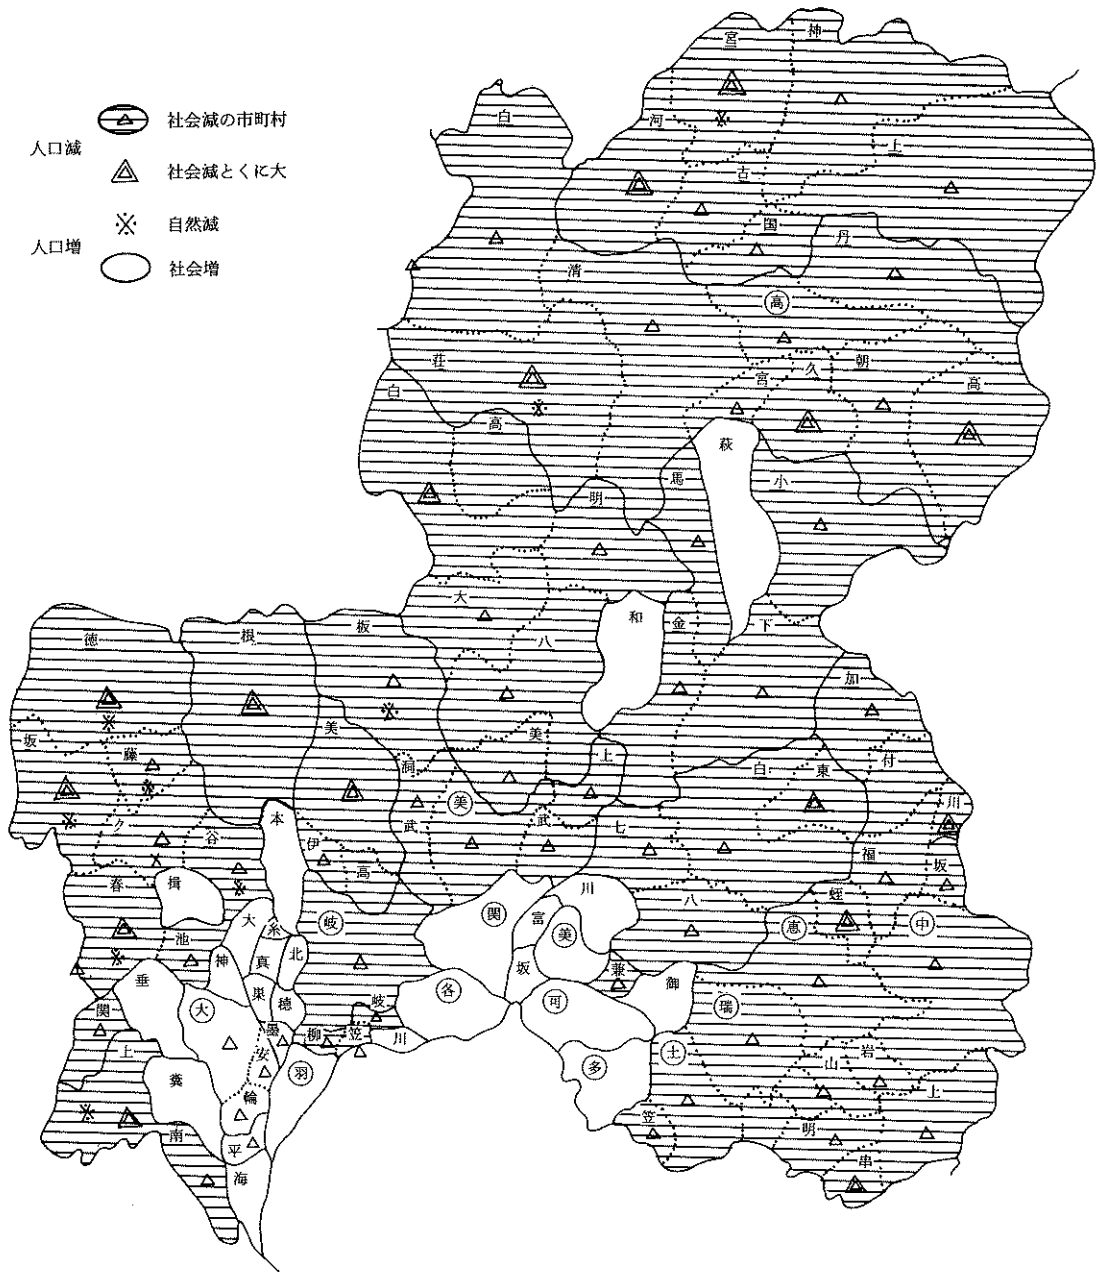 人口減
社会減の市町村
社会減とくに大
人口増
自然減
社会増
宮
神
白
河
上
古
国
丹
清
高
荘
白
宮
久
朝
高
高
萩
馬
小
明
大
八
和
金
下
徳
根
板
加
坂
藤
美
洞
美
上
白
東
付
川
ク
谷
本
伊
武
美
武
七
福
坂
春
揖
高
関
川
八
蛭
恵
中
大
糸
岐
富
美
池
神
真
北
坂
兼
御
垂
大
巣
穂
各
可
瑞
関
墨
柳
笠
岐
川
上
安
羽
多
土
山
岩
養
輪
上
南
平
笠
明
海
串